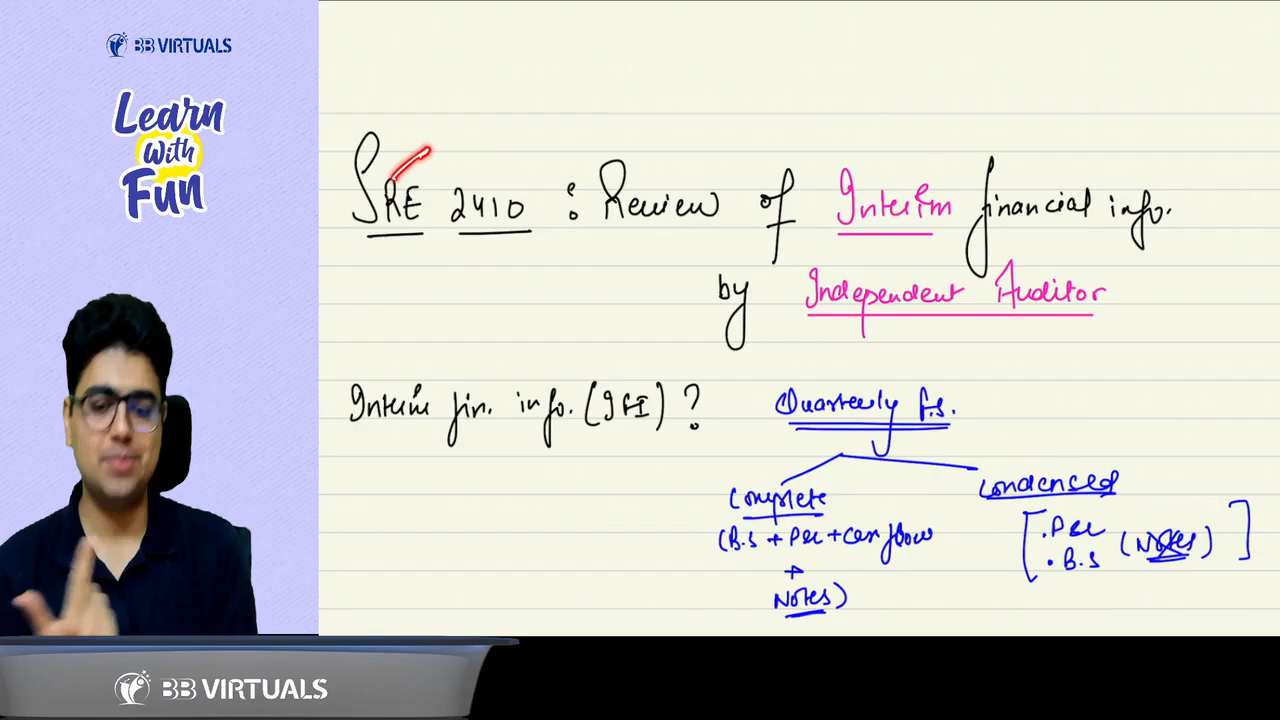 BB VIRTUALS
Learn
With
Fun
SRE 2410 : Review of Interim financial info.
by Independent Auditor
Interim fin. info. (IFI) ? Quarterly f.s.
Complete Condensed
(B.S + P&L + Cash flow
+
Notes)
[ • P&L
• B.S (Notes) ]
BB VIRTUALS